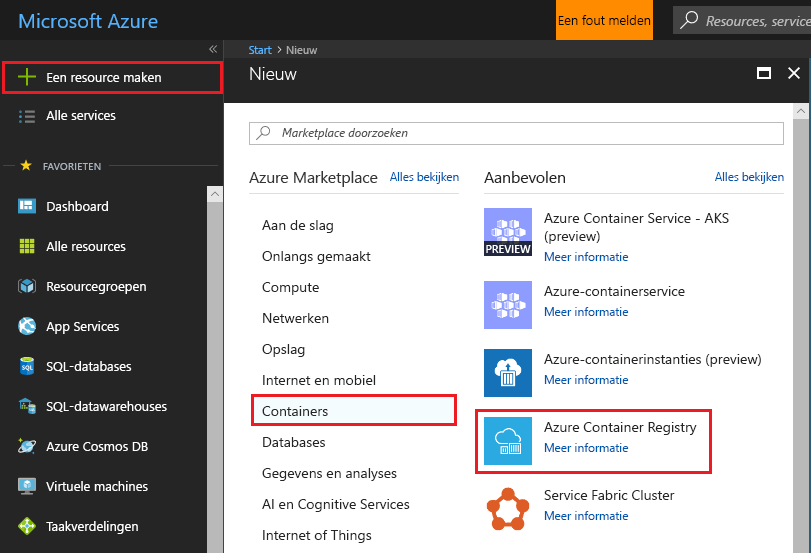 Microsoft Azure
Een fout melden
Resources, service
Een resource maken
Alle services
FAVORIETEN
Dashboard
Alle resources
Resourcegroepen
App Services
SQL-databases
SQL-datawarehouses
Azure Cosmos DB
Virtuele machines
Taakverdelingen
Start > Nieuw
Nieuw
Marketplace doorzoeken
Azure Marketplace Alles bekijken
Aan de slag
Onlangs gemaakt
Compute
Netwerken
Opslag
Internet en mobiel
Containers
Databases
Gegevens en analyses
AI en Cognitive Services
Internet of Things
Aanbevolen Alles bekijken
PREVIEW
Azure Container Service - AKS
(preview)
Meer informatie
Azure-containerservice
Meer informatie
Azure-containerinstanties (preview)
Meer informatie
Azure Container Registry
Meer informatie
Service Fabric Cluster
Meer informatie